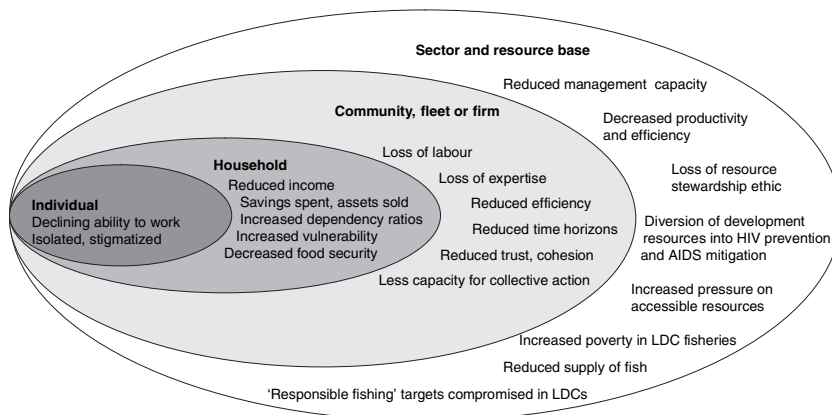 Sector and resource base
Reduced management capacity
Decreased productivity
and efficiency
Loss of resource
stewardship ethic
Diversion of development
resources into HIV prevention
and AIDS mitigation
Increased pressure on
accessible resources
Increased poverty in LDC fisheries
Reduced supply of fish
‘Responsible fishing’ targets compromised in LDCs
Community, fleet or firm
Loss of labour
Loss of expertise
Reduced efficiency
Reduced time horizons
Reduced trust, cohesion
Less capacity for collective action
Household
Reduced income
Savings spent, assets sold
Increased dependency ratios
Increased vulnerability
Decreased food security
Individual
Declining ability to work
Isolated, stigmatized